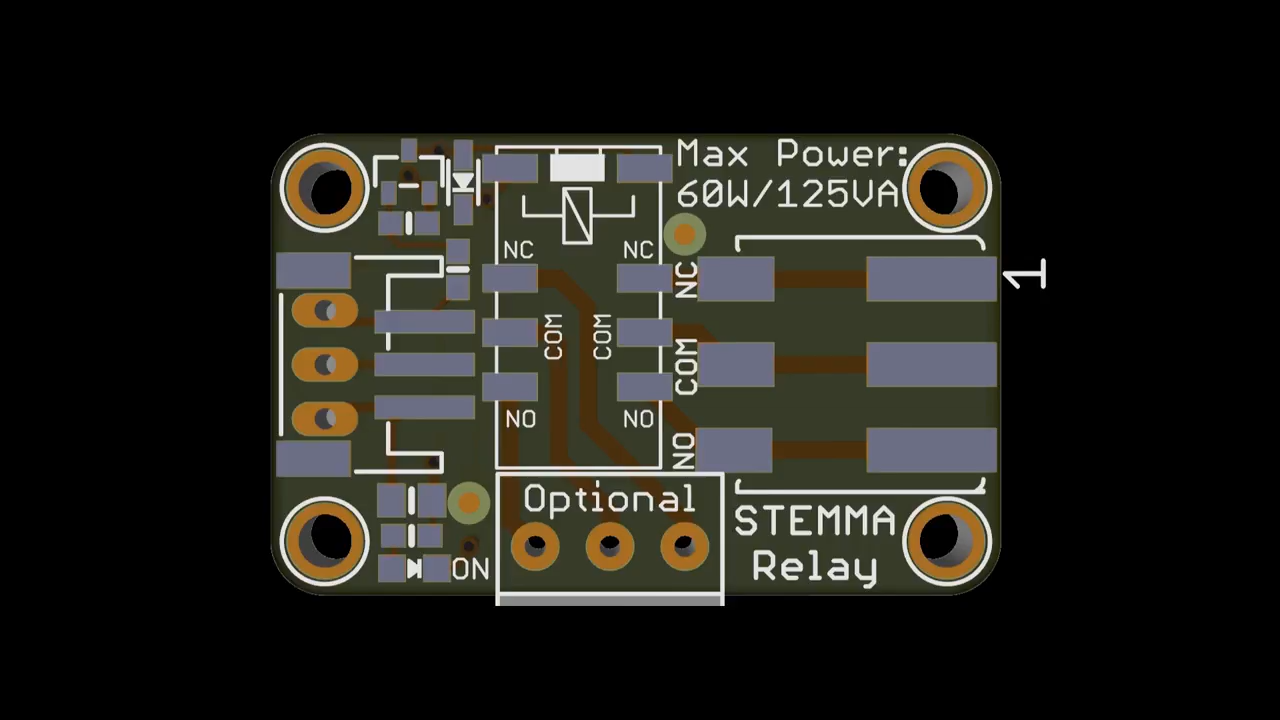 Max Power:
60W/125VA
NC
NC
NC
1
COM
COM
COM
NO
NO
NO
Optional
STEMMA
Relay
ON